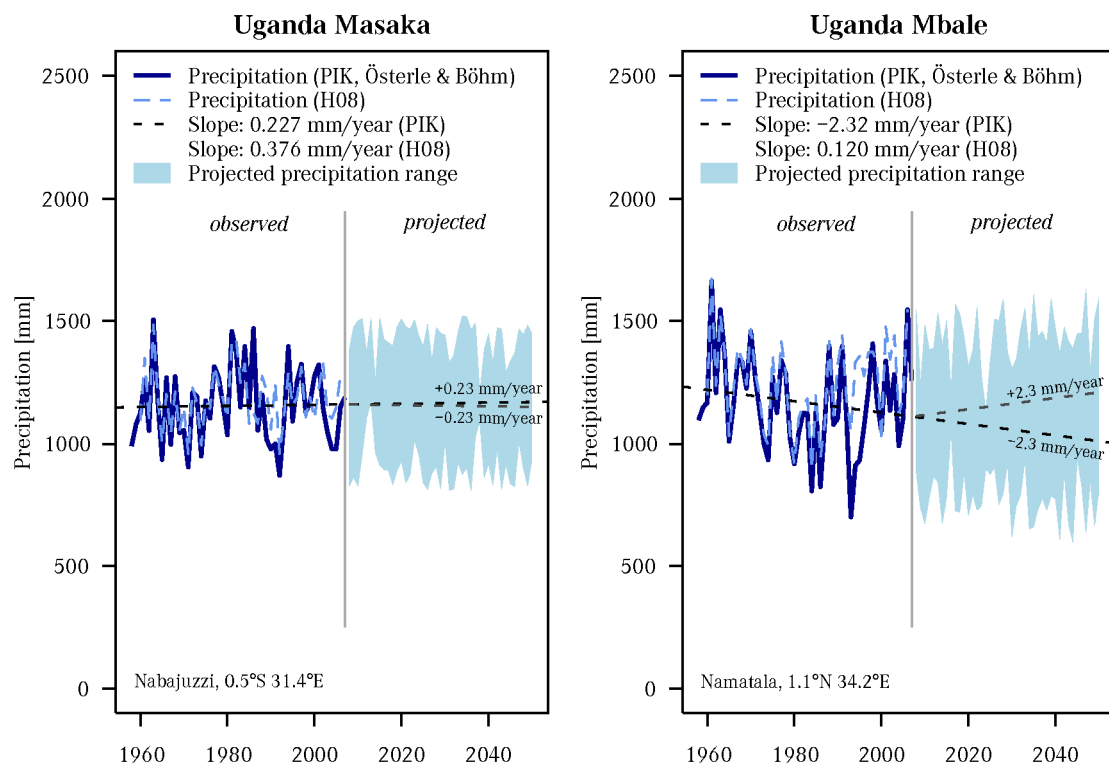 Uganda Masaka
Precipitation (PIK, Österle & Böhm)
Precipitation (H08)
Slope: 0.227 mm/year (PIK)
Slope: 0.376 mm/year (H08)
Projected precipitation range
observed
projected
Precipitation [mm]
2500
2000
1500
1000
500
0
+0.23 mm/year
−0.23 mm/year
Nabajuzzi, 0.5°S 31.4°E
1960
1980
2000
2020
2040
Uganda Mbale
Precipitation (PIK, Österle & Böhm)
Precipitation (H08)
Slope: −2.32 mm/year (PIK)
Slope: 0.120 mm/year (H08)
Projected precipitation range
observed
projected
Precipitation [mm]
2500
2000
1500
1000
500
0
+2.3 mm/year
−2.3 mm/year
Namatala, 1.1°N 34.2°E
1960
1980
2000
2020
2040